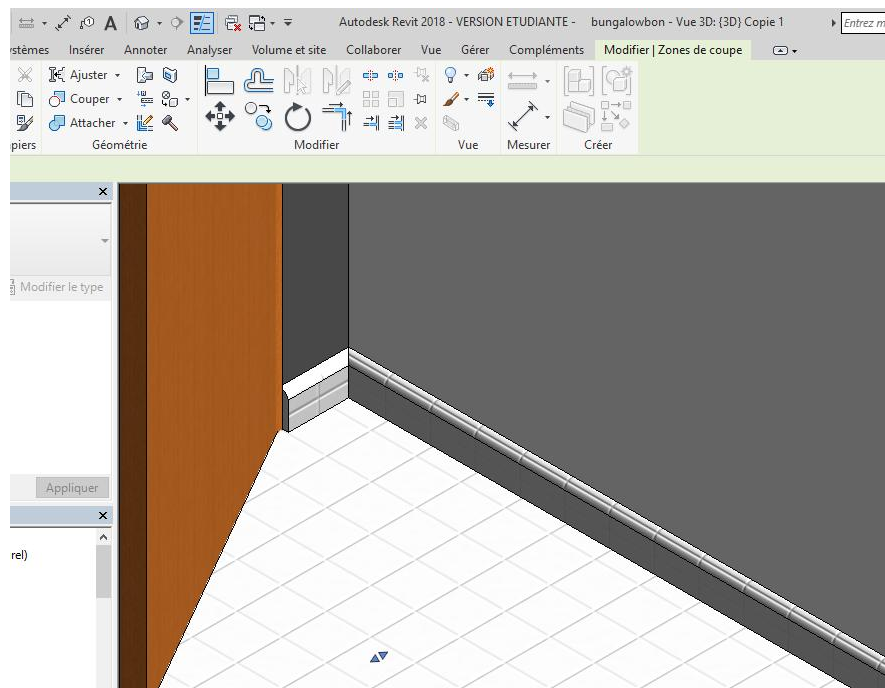 A Autodesk Revit 2018 - VERSION ETUDIANTE - bungalowbon - Vue 3D: {3D} Copie 1 Entrez m
stèmes Insérer Annoter Analyser Volume et site Collaborer Vue Gérer Compléments Modifier | Zones de coupe
Ajuster
Couper
Attacher
piers Géométrie Modifier Vue Mesurer Créer
Modifier le type
Appliquer
rel)